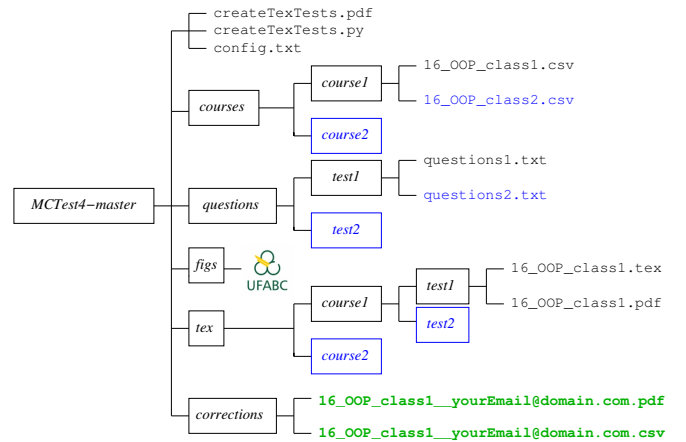 createTexTests.pdf
createTexTests.py
config.txt
16_OOP_class1.csv
course1
courses
16_OOP_class2.csv
course2
questions1.txt
test1
questions2.txt
MCTest4-master
questions
test2
figs
UFABC
16_OOP_class1.tex
test1
course1
16_OOP_class1.pdf
tex
test2
course2
16_OOP_class1__yourEmail@domain.com.pdf
corrections
16_OOP_class1__yourEmail@domain.com.csv